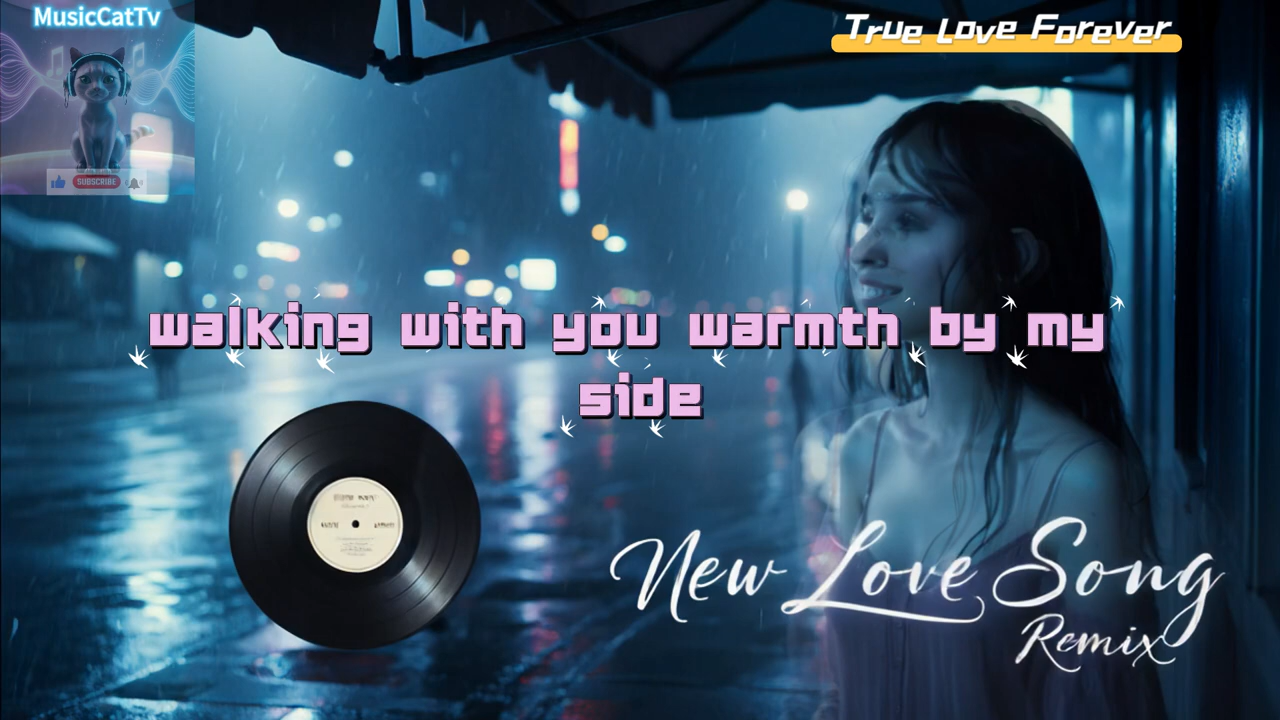 MusicCatTv
True Love Forever
SUBSCRIBE
walking with you warmth by my
side
New Love Song
Remix